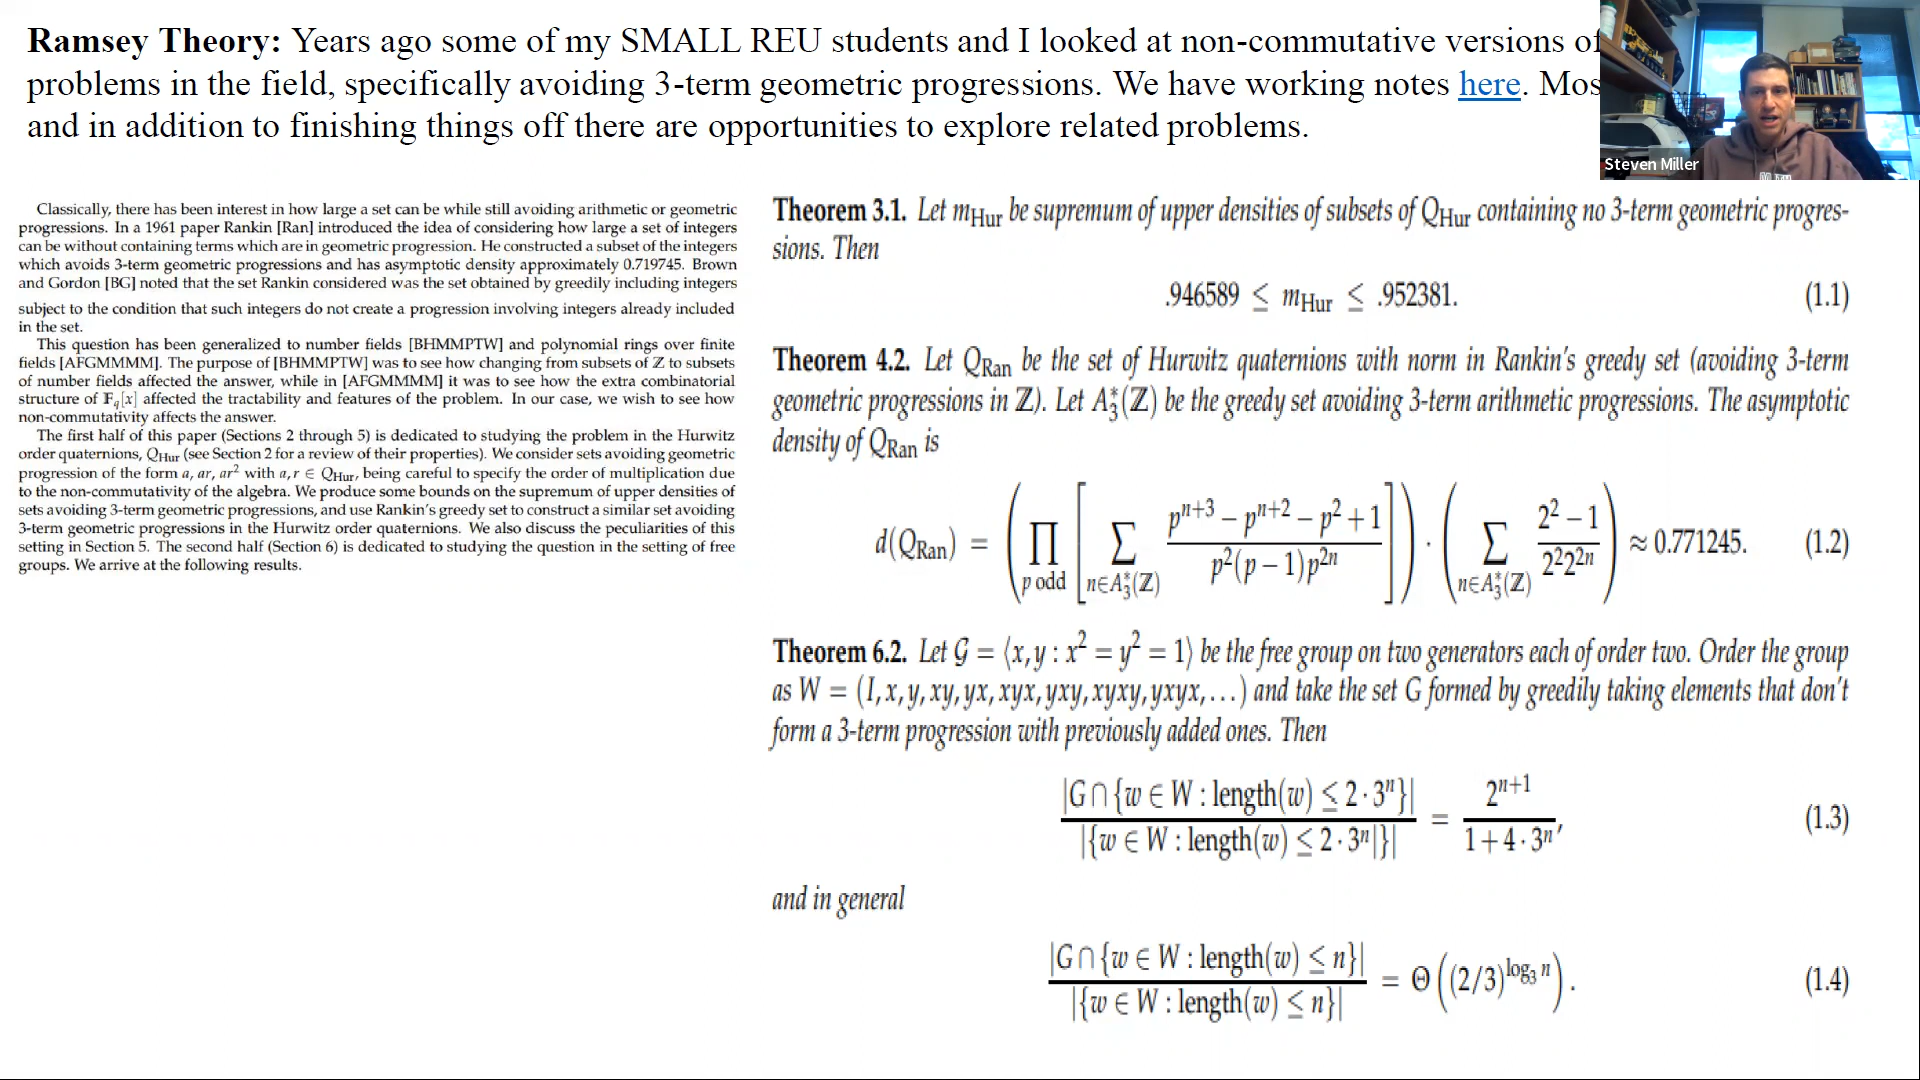 Ramsey Theory: Years ago some of my SMALL REU students and I looked at non-commutative versions of
problems in the field, specifically avoiding 3-term geometric progressions. We have working notes here. Mos
and in addition to finishing things off there are opportunities to explore related problems.
Steven Miller
Classically, there has been interest in how large a set can be while still avoiding arithmetic or geometric
progressions. In a 1961 paper Rankin [Ran] introduced the idea of considering how large a set of integers
can be without containing terms which are in geometric progression. He constructed a subset of the integers
which avoids 3-term geometric progressions and has asymptotic density approximately 0.719745. Brown
and Gordon [BG] noted that the set Rankin considered was the set obtained by greedily including integers
subject to the condition that such integers do not create a progression involving integers already included
in the set.
This question has been generalized to number fields [BHMMPTW] and polynomial rings over finite
fields [AFGMMMM]. The purpose of [BHMMPTW] was to see how changing from subsets of ℤ to subsets
of number fields affected the answer, while in [AFGMMMM] it was to see how the extra combinatorial
structure of 𝔽_q[x] affected the tractability and features of the problem. In our case, we wish to see how
non-commutativity affects the answer.
The first half of this paper (Sections 2 through 5) is dedicated to studying the problem in the Hurwitz
order quaternions, Q_Hur (see Section 2 for a review of their properties). We consider sets avoiding geometric
progression of the form a, ar, ar² with a, r ∈ Q_Hur, being careful to specify the order of multiplication due
to the non-commutativity of the algebra. We produce some bounds on the supremum of upper densities of
sets avoiding 3-term geometric progressions, and use Rankin's greedy set to construct a similar set avoiding
3-term geometric progressions in the Hurwitz order quaternions. We also discuss the peculiarities of this
setting in Section 5. The second half (Section 6) is dedicated to studying the question in the setting of free
groups. We arrive at the following results.
Theorem 3.1. Let m_Hur be supremum of upper densities of subsets of Q_Hur containing no 3-term geometric progres-
sions. Then
.946589 ≤ m_Hur ≤ .952381. (1.1)
Theorem 4.2. Let Q_Ran be the set of Hurwitz quaternions with norm in Rankin's greedy set (avoiding 3-term
geometric progressions in ℤ). Let A*_3(ℤ) be the greedy set avoiding 3-term arithmetic progressions. The asymptotic
density of Q_Ran is
d(Q_Ran) = (∏_{p odd} [∑_{n∈A*_3(ℤ)} (p^{n+3} − p^{n+2} − p² + 1)/(p²(p − 1)p^{2n})]) · (∑_{n∈A*_3(ℤ)} (2² − 1)/(2²2^{2n})) ≈ 0.771245. (1.2)
Theorem 6.2. Let 𝒢 = ⟨x, y : x² = y² = 1⟩ be the free group on two generators each of order two. Order the group
as W = (I, x, y, xy, yx, xyx, yxy, xyxy, yxyx, ...) and take the set G formed by greedily taking elements that don't
form a 3-term progression with previously added ones. Then
|G ∩ {w ∈ W : length(w) ≤ 2 · 3^n}| / |{w ∈ W : length(w) ≤ 2 · 3^n|}| = 2^{n+1} / (1 + 4 · 3^n), (1.3)
and in general
|G ∩ {w ∈ W : length(w) ≤ n}| / |{w ∈ W : length(w) ≤ n}| = Θ((2/3)^{log_3 n}). (1.4)